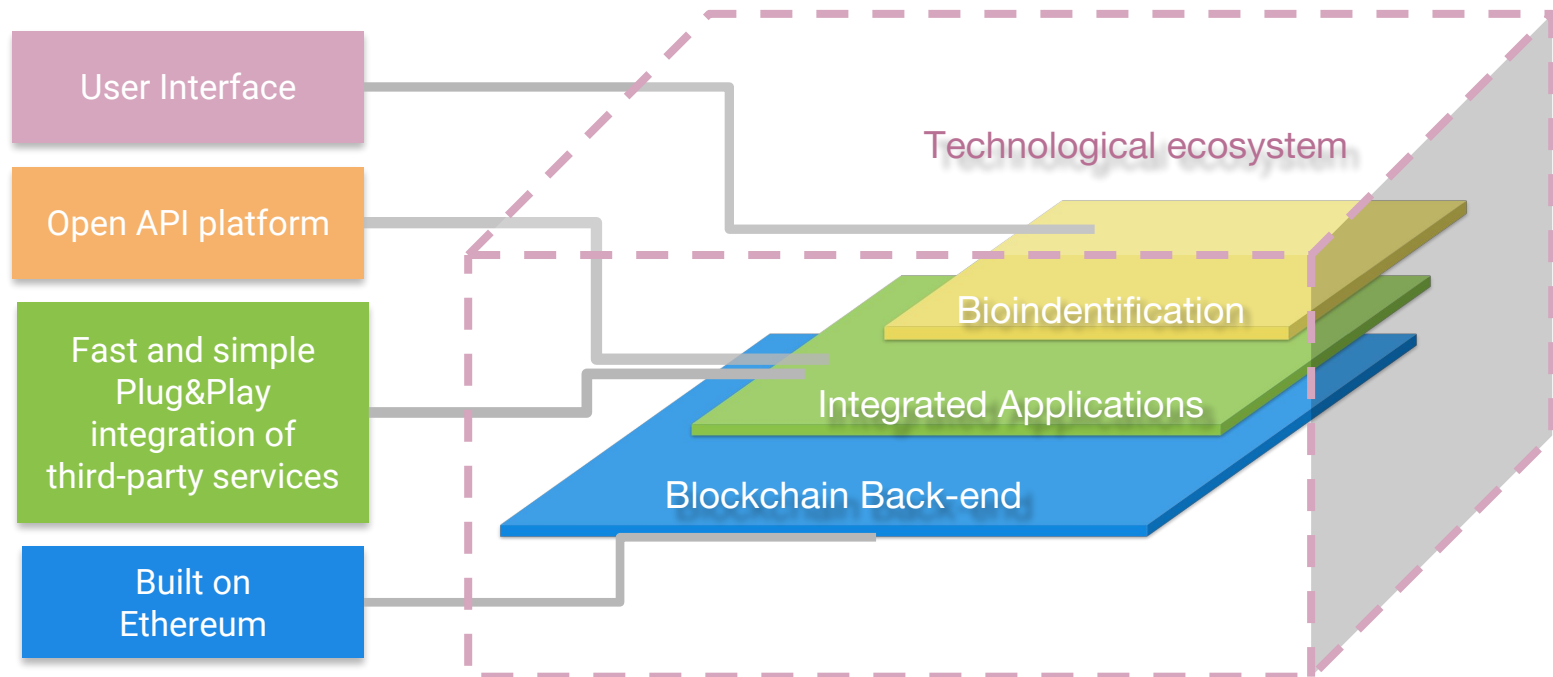 User Interface
Technological ecosystem
Open API platform
Bioindentification
Fast and simple
Plug&Play
integration of
third-party services
Integrated Applications
Blockchain Back-end
Built on
Ethereum